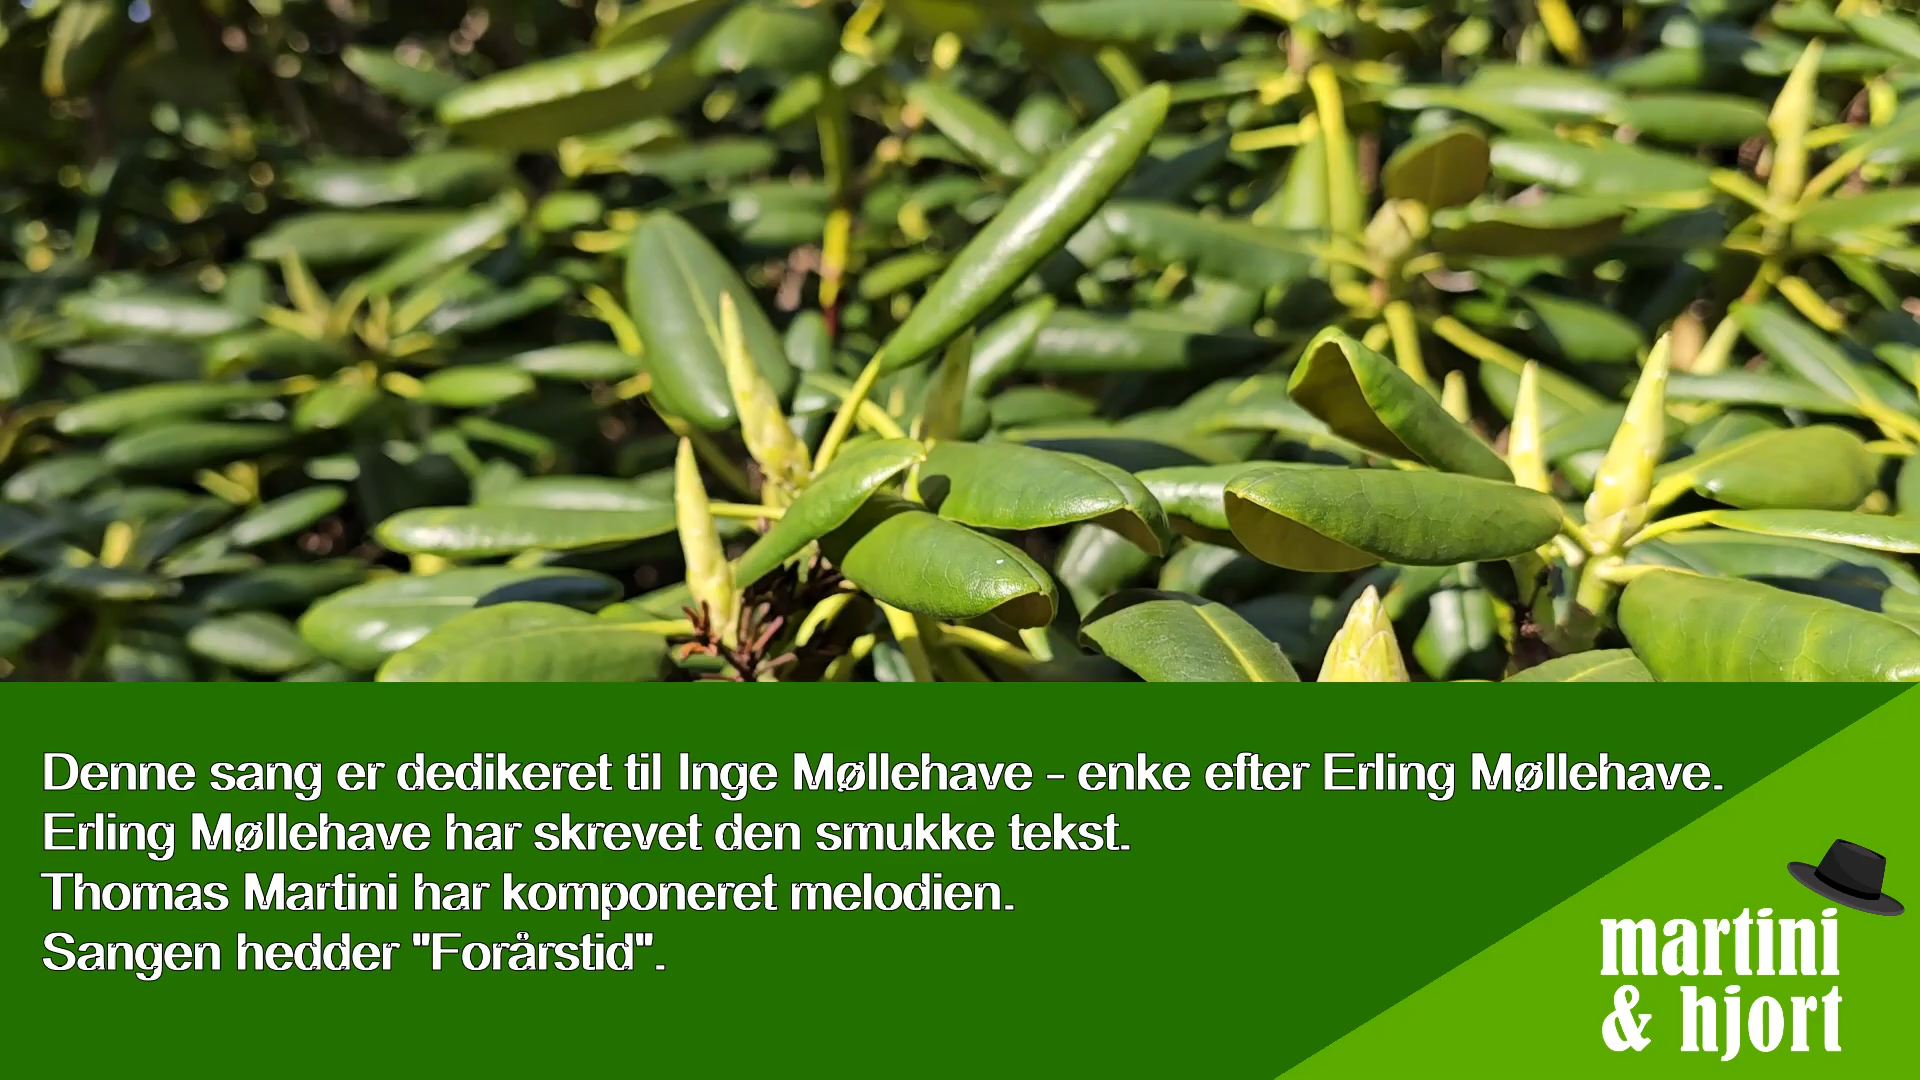 Denne sang er dedikeret til Inge Møllehave - enke efter Erling Møllehave.
Erling Møllehave har skrevet den smukke tekst.
Thomas Martini har komponeret melodien.
Sangen hedder "Forårstid".
martini
& hjort